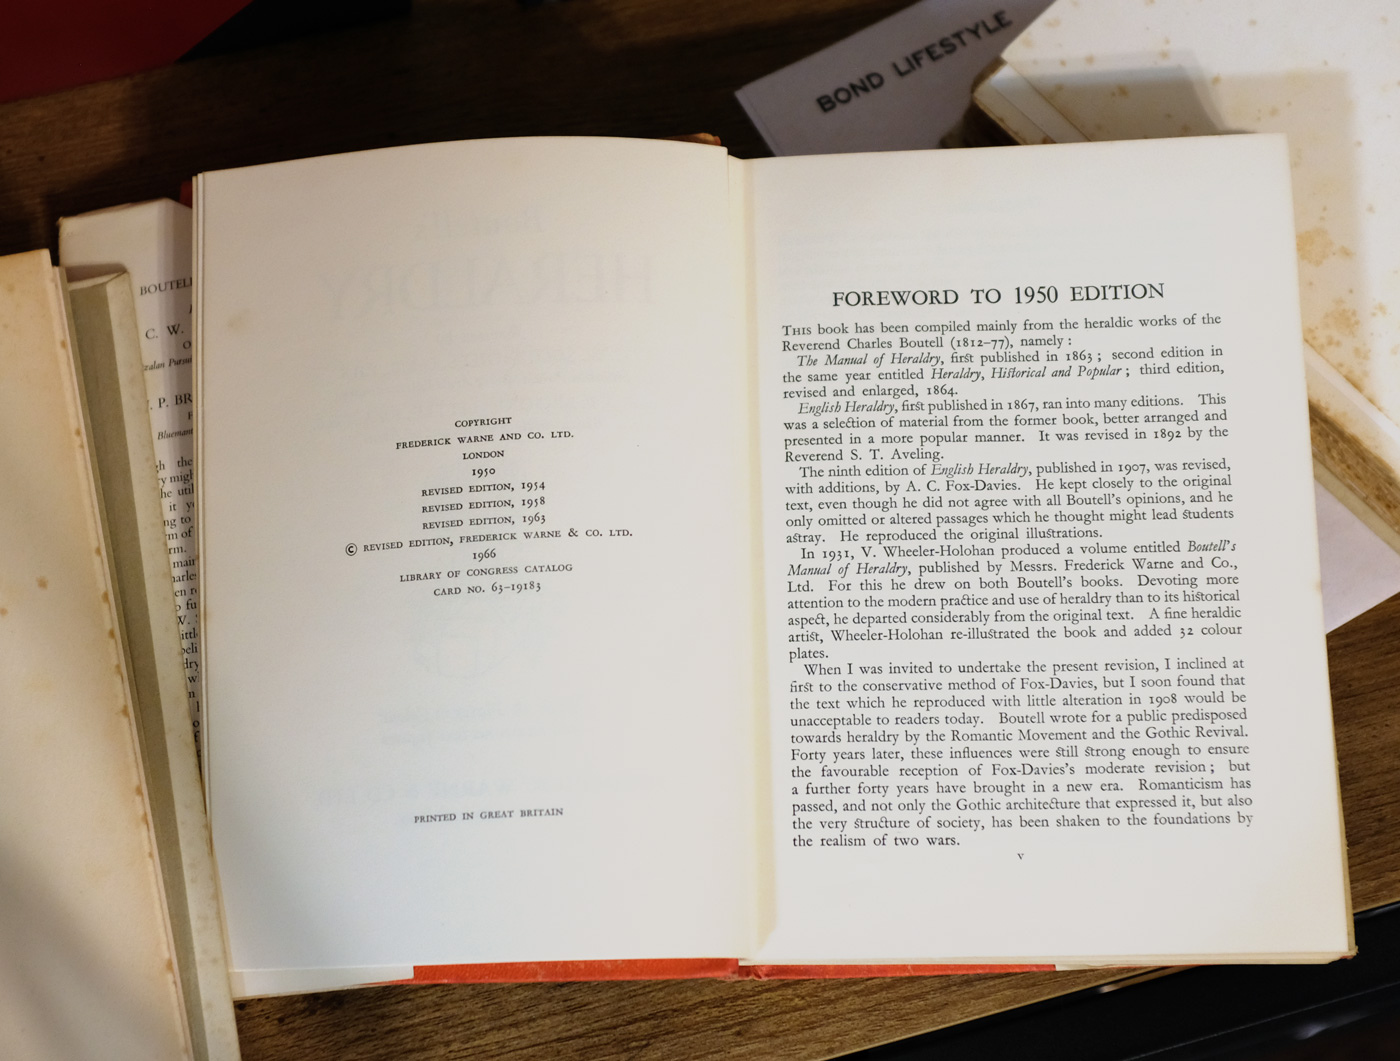 BOND LIFESTYLE
BOUTELL
C. W.
J. P. BR
HERALDRY
COPYRIGHT
FREDERICK WARNE AND CO. LTD.
LONDON
1950
REVISED EDITION, 1954
REVISED EDITION, 1958
REVISED EDITION, 1963
© REVISED EDITION, FREDERICK WARNE & CO. LTD.
1966
LIBRARY OF CONGRESS CATALOG
CARD NO. 63–19183
PRINTED IN GREAT BRITAIN
FOREWORD TO 1950 EDITION
THIS book has been compiled mainly from the heraldic works of the
Reverend Charles Boutell (1812–77), namely :
The Manual of Heraldry, first published in 1863 ; second edition in
the same year entitled Heraldry, Historical and Popular ; third edition,
revised and enlarged, 1864.
English Heraldry, first published in 1867, ran into many editions. This
was a selection of material from the former book, better arranged and
presented in a more popular manner. It was revised in 1892 by the
Reverend S. T. Aveling.
The ninth edition of English Heraldry, published in 1907, was revised,
with additions, by A. C. Fox-Davies. He kept closely to the original
text, even though he did not agree with all Boutell's opinions, and he
only omitted or altered passages which he thought might lead students
astray. He reproduced the original illustrations.
In 1931, V. Wheeler-Holohan produced a volume entitled Boutell's
Manual of Heraldry, published by Messrs. Frederick Warne and Co.,
Ltd. For this he drew on both Boutell's books. Devoting more
attention to the modern practice and use of heraldry than to its historical
aspect, he departed considerably from the original text. A fine heraldic
artist, Wheeler-Holohan re-illustrated the book and added 32 colour
plates.
When I was invited to undertake the present revision, I inclined at
first to the conservative method of Fox-Davies, but I soon found that
the text which he reproduced with little alteration in 1908 would be
unacceptable to readers today. Boutell wrote for a public predisposed
towards heraldry by the Romantic Movement and the Gothic Revival.
Forty years later, these influences were still strong enough to ensure
the favourable reception of Fox-Davies's moderate revision ; but
a further forty years have brought in a new era. Romanticism has
passed, and not only the Gothic architecture that expressed it, but also
the very structure of society, has been shaken to the foundations by
the realism of two wars.
v